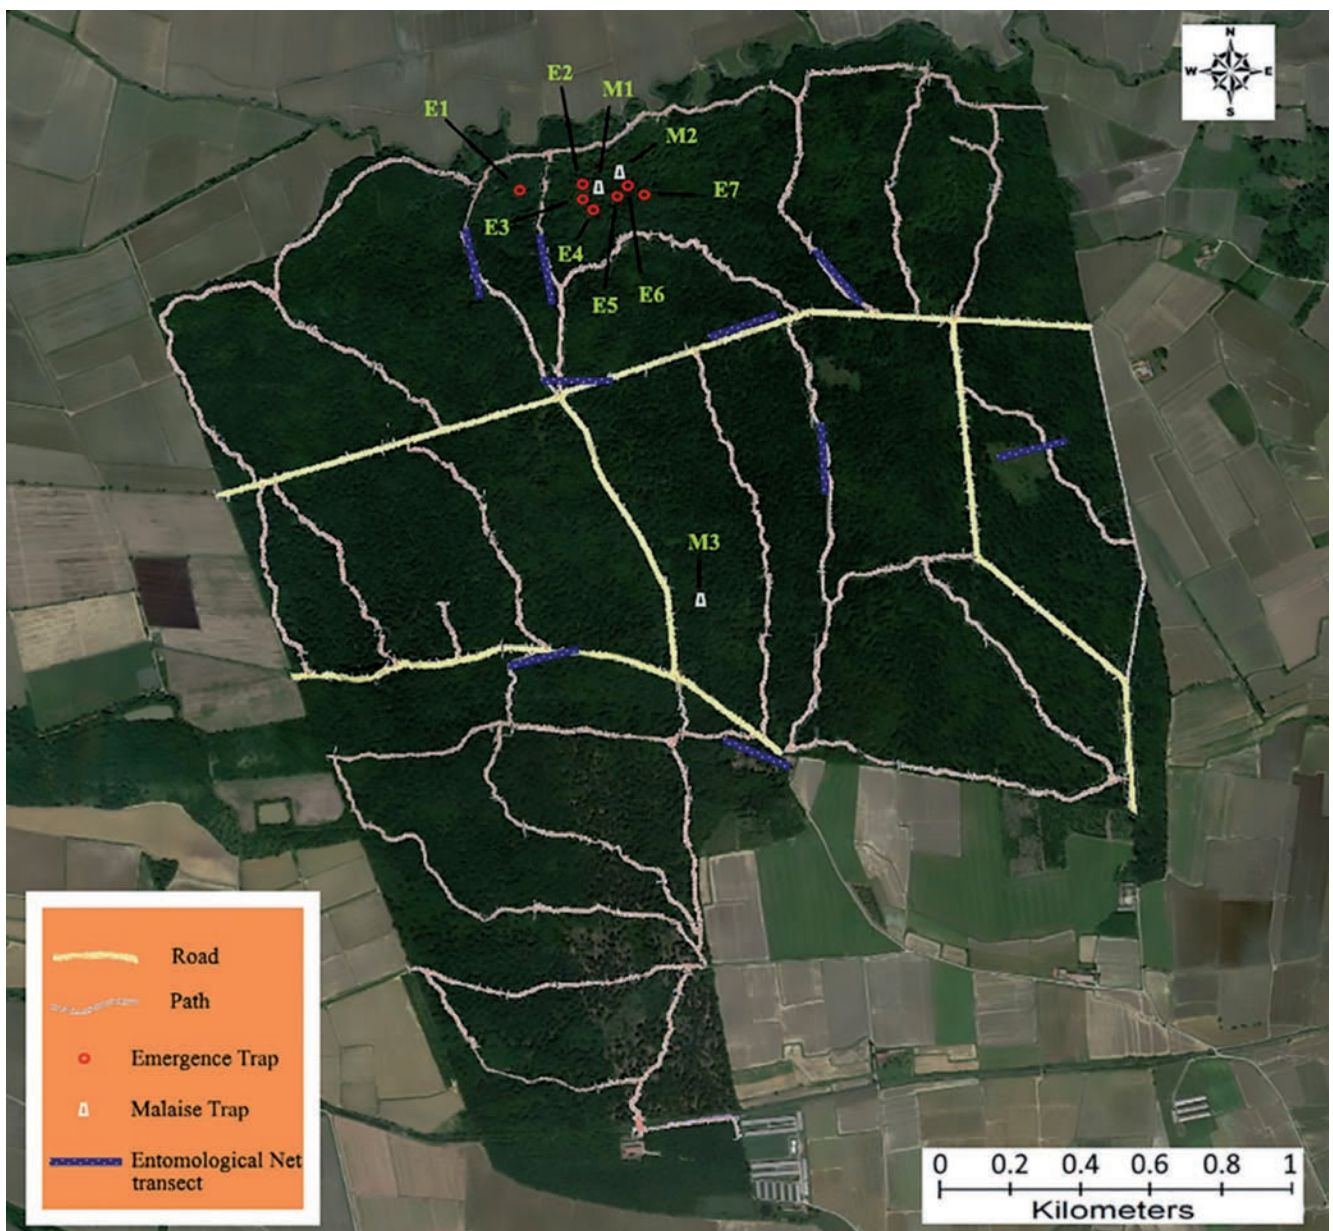 N
W E
S
E2
M1
E1
M2
E7
E3
E4
E5
E6
M3
Road
Path
Emergence Trap
Malaise Trap
Entomological Net
transect
0 0.2 0.4 0.6 0.8 1
Kilometers